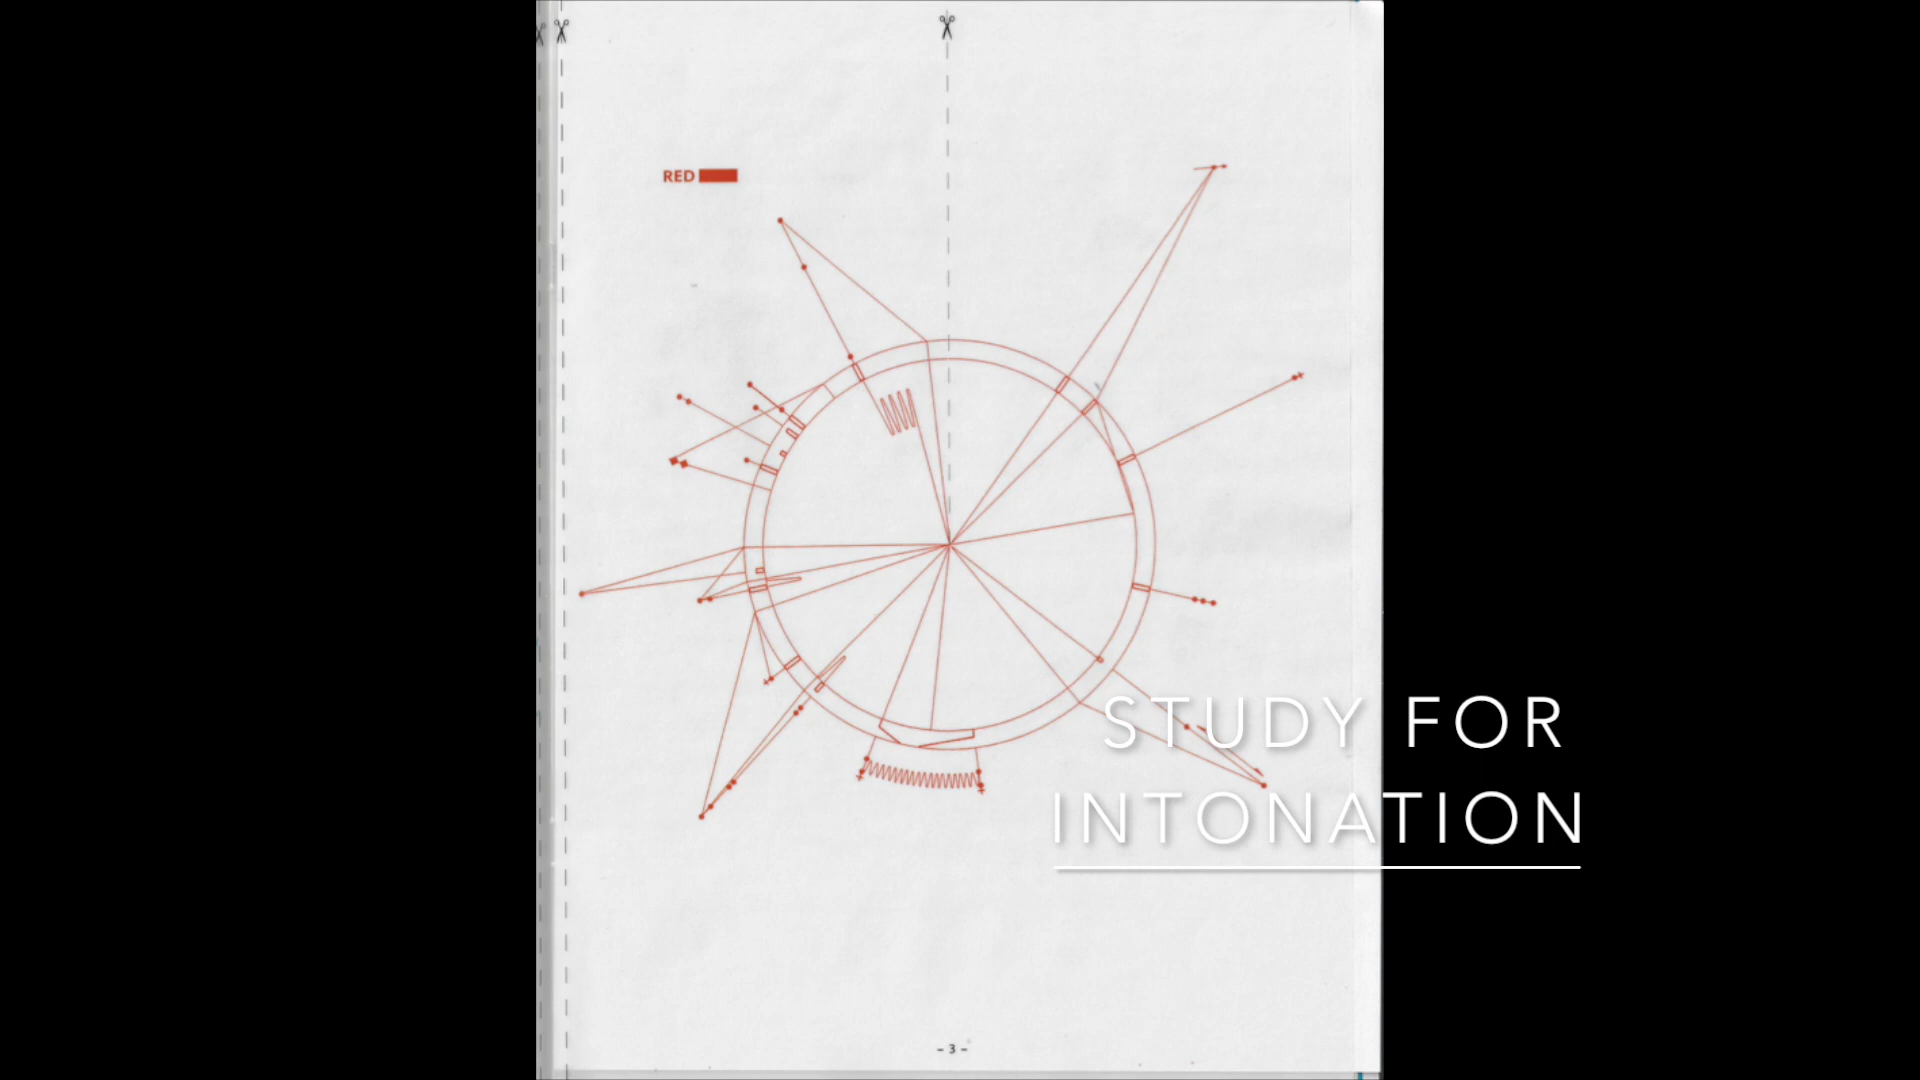 RED
STUDY FOR
INTONATION
- 3 -